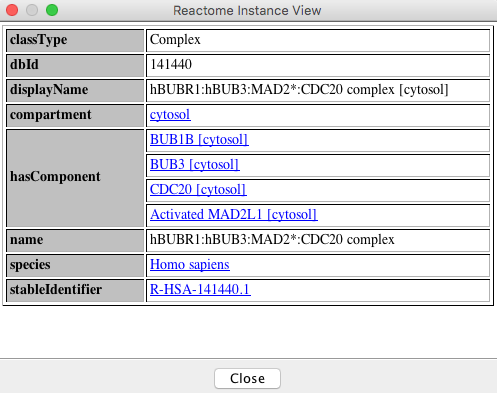 Reactome Instance View
classType Complex
dbId 141440
displayName hBUBR1:hBUB3:MAD2*:CDC20 complex [cytosol]
compartment cytosol
hasComponent BUB1B [cytosol]
BUB3 [cytosol]
CDC20 [cytosol]
Activated MAD2L1 [cytosol]
name hBUBR1:hBUB3:MAD2*:CDC20 complex
species Homo sapiens
stableIdentifier R-HSA-141440.1
Close